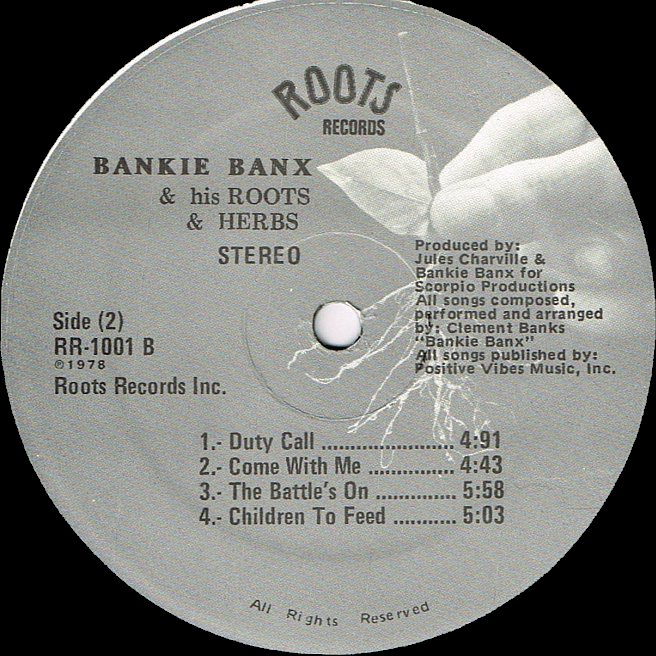 ROOTS
RECORDS
BANKIE BANX
& his ROOTS
& HERBS
STEREO
Produced by:
Jules Charville &
Bankie Banx for
Scorpio Productions
All songs composed,
performed and arranged
by: Clement Banks
"Bankie Banx"
All songs published by:
Positive Vibes Music, Inc.
Side (2)
RR-1001 B
℗1978
Roots Records Inc.
1.- Duty Call ....................... 4:91
2.- Come With Me ............... 4:43
3.- The Battle's On .............. 5:58
4.- Children To Feed ........... 5:03
All Rights Reserved